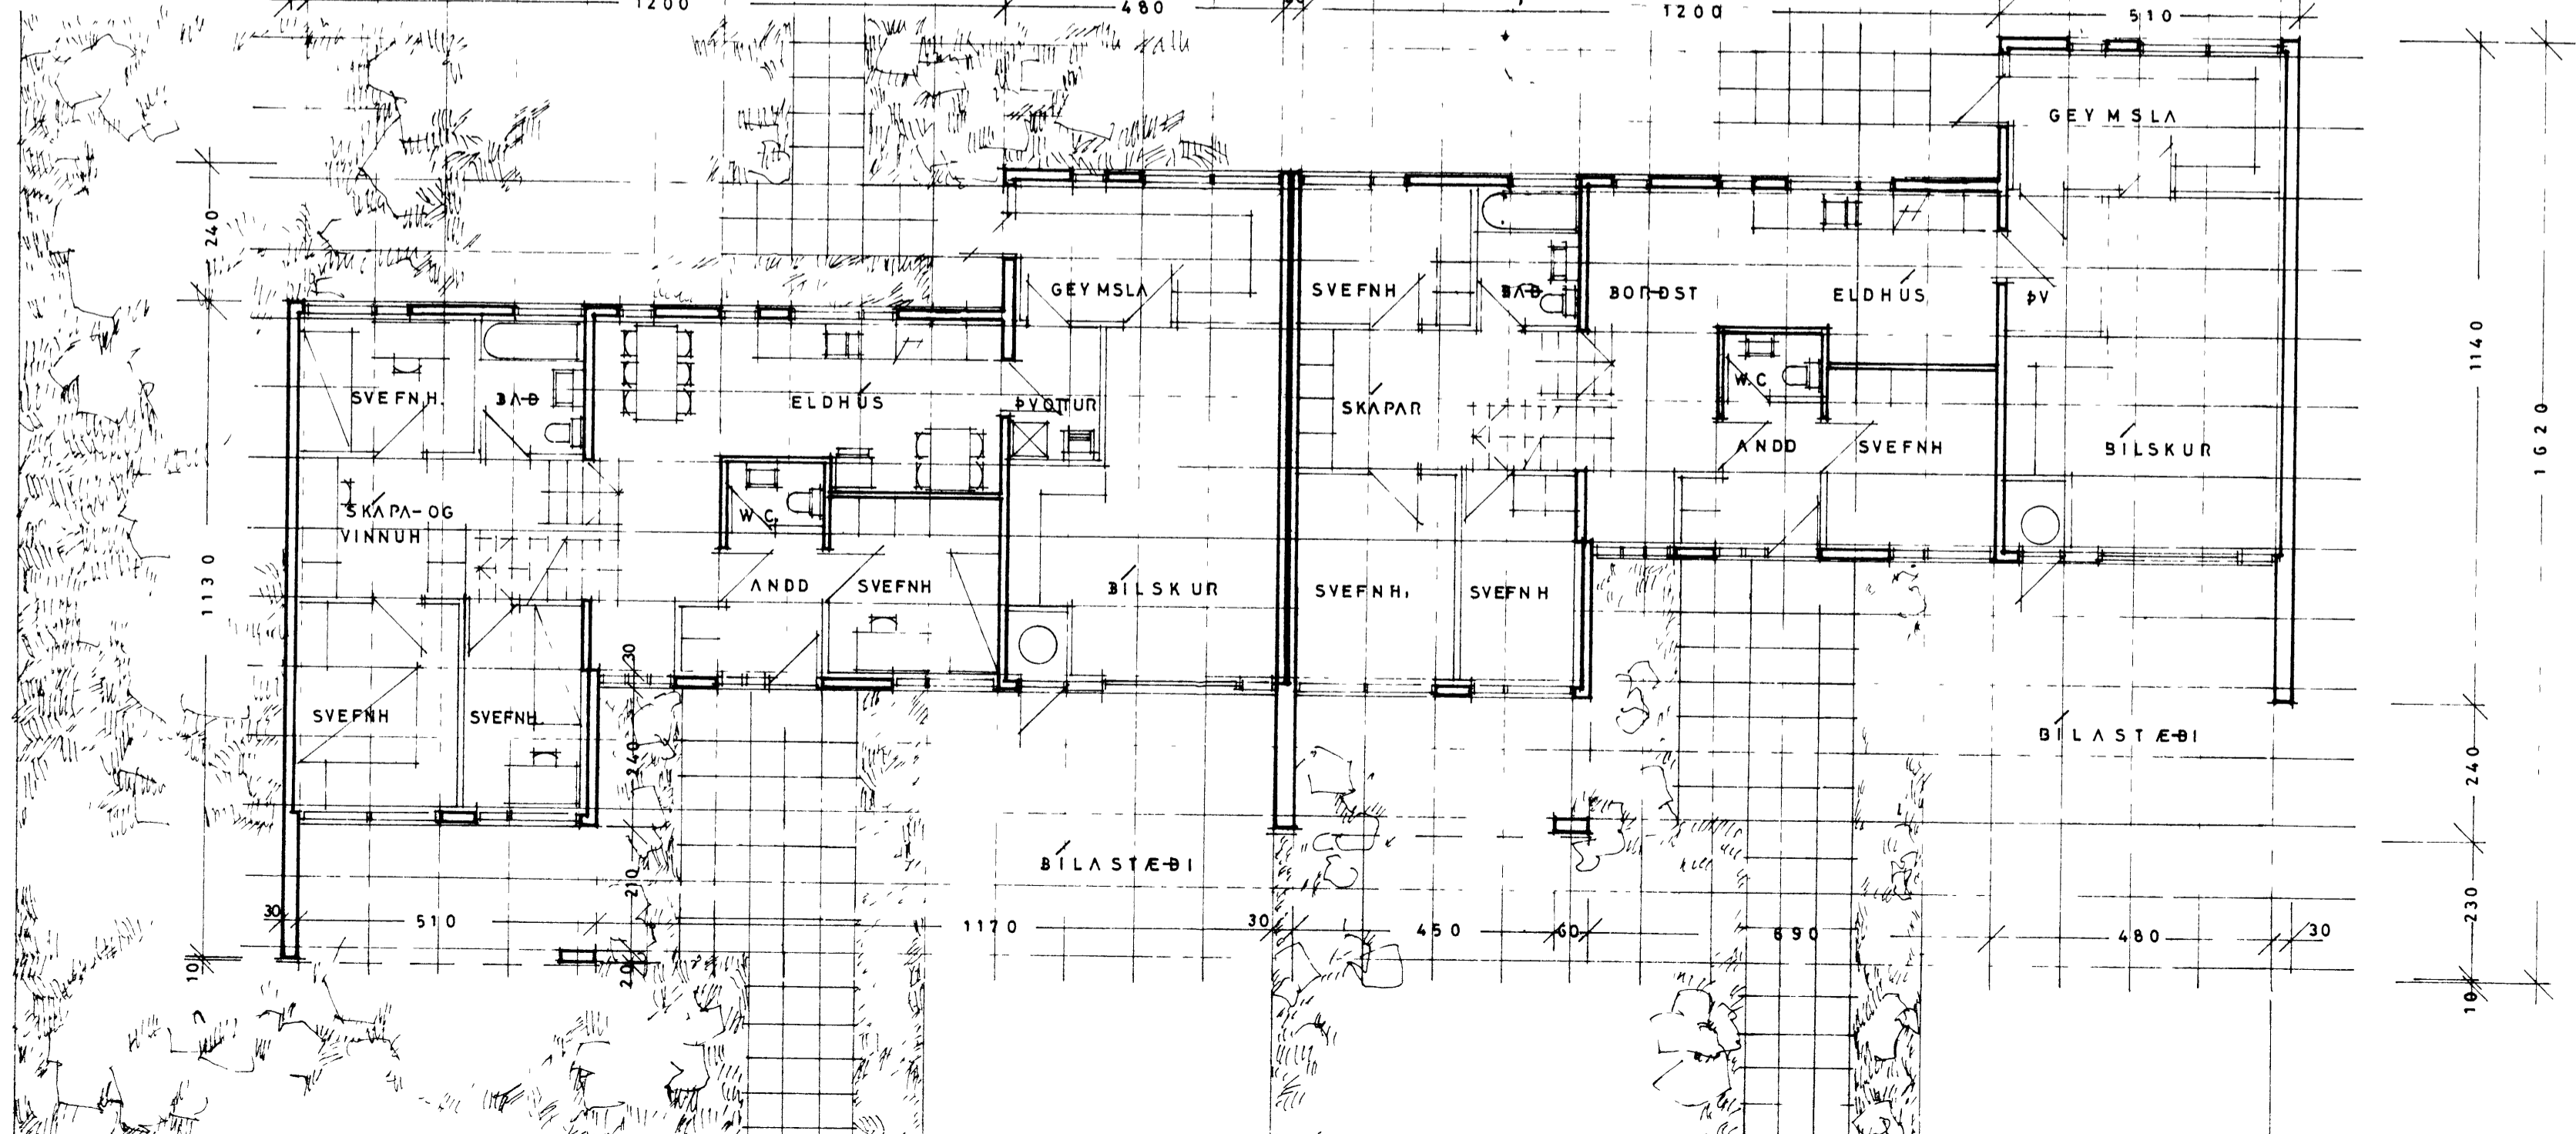 1200
480
1200
510
GEYMSLA
240
GEYMSLA
SVEFNH
BAÐ
BORÐST
ELDHÚS
ÞV
1140
1620
SVEFNH.
BAÐ
ELDHÚS
ÞVOTTUR
SKÁPAR
W.C
ANDD
SVEFNH
BÍLSKUR
SKÁPA-OG
VINNUH
W.C.
1130
ANDD
SVEFNH
BÍLSKUR
SVEFNH.
SVEFNH
30
SVEFNH
SVEFNH.
240
BÍLASTÆÐI
240
BÍLASTÆÐI
210
230
30
510
1170
30
450
60
690
480
30
10
20
10